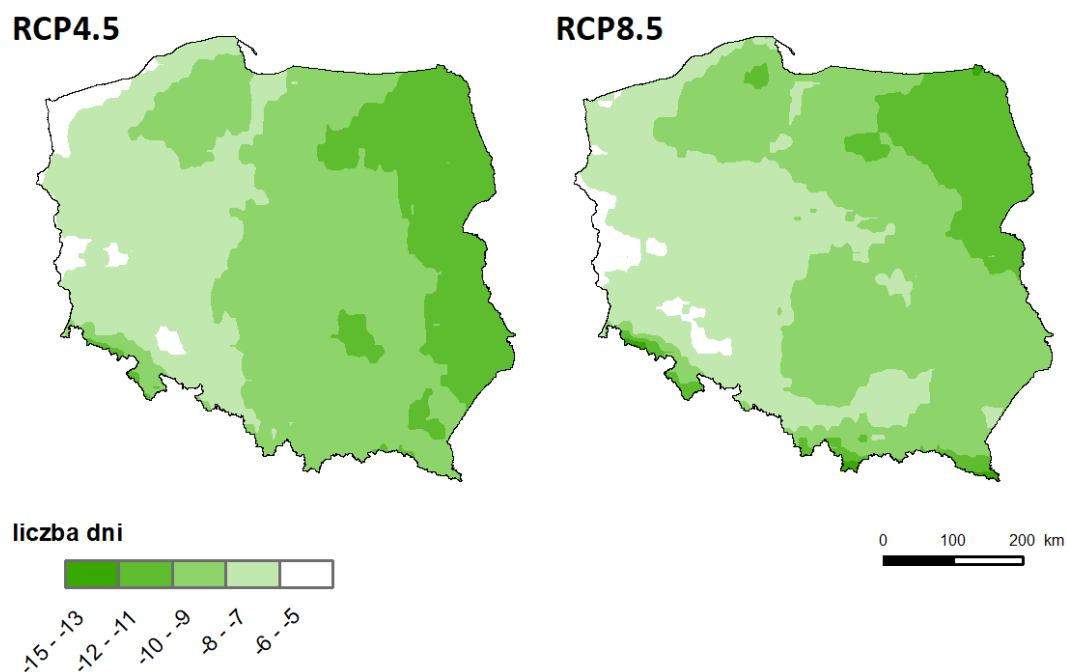 RCP4.5
RCP8.5
liczba dni
-15 - -13
-12 - -11
-10 - -9
-8 - -7
-6 - -5
0 100 200 km